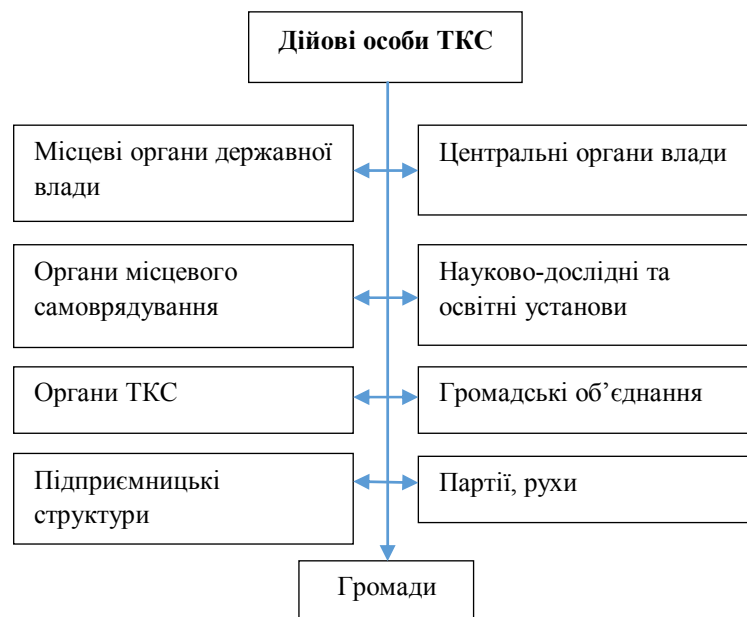 Дійові особи ТКС
Місцеві органи державної
влади
Центральні органи влади
Органи місцевого
самоврядування
Науково-дослідні та
освітні установи
Органи ТКС
Громадські об’єднання
Підприємницькі
структури
Партії, рухи
Громади